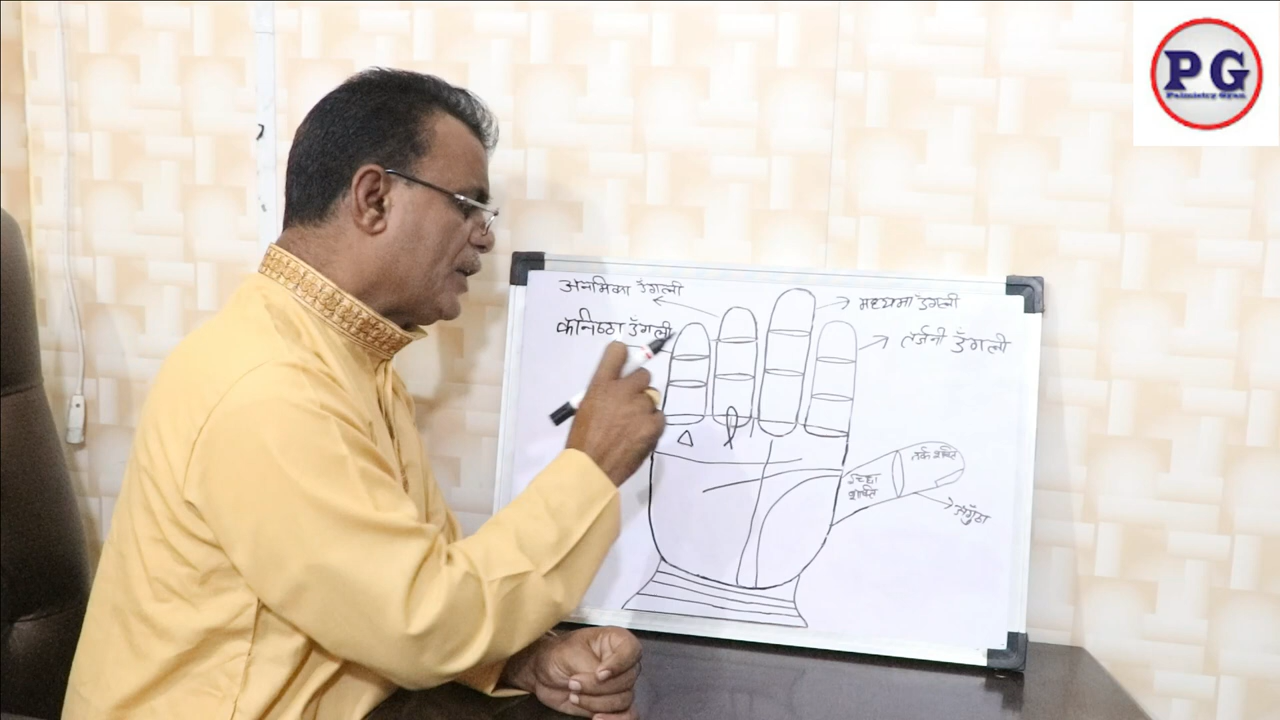 PG
Palmistry Gyan
अनामिका उँगली
मध्यमा उँगली
कनिष्ठा उँगली
तर्जनी उँगली
तर्क शक्ति
इच्छा
शक्ति
अंगुँठा